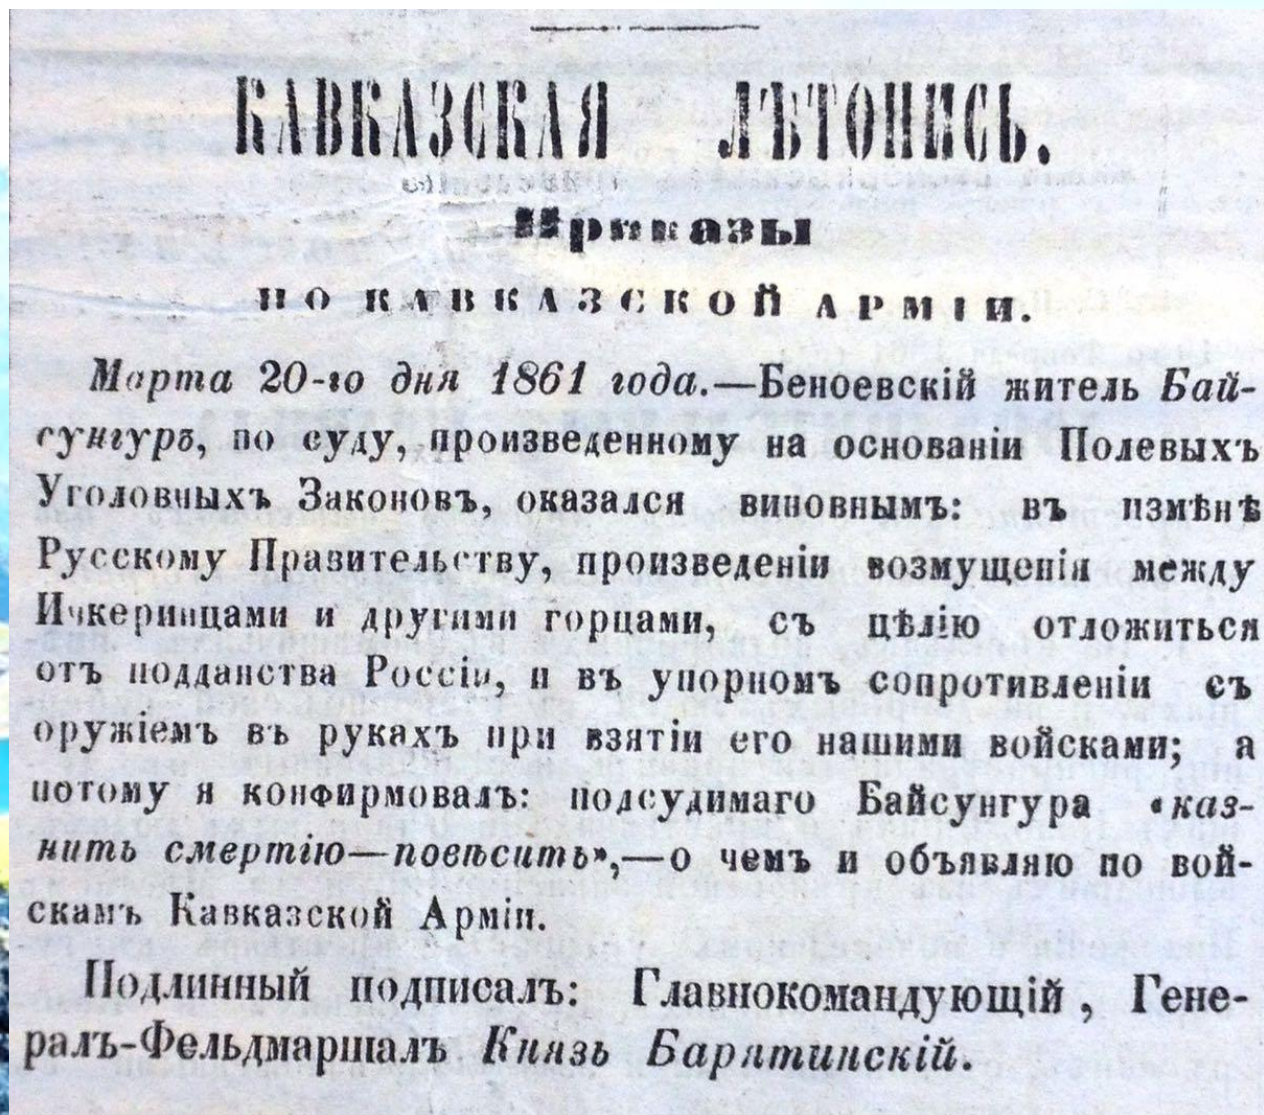 КАВКАЗСКАЯ ЛѢТОПИСЬ.
Приказы
ПО КАВКАЗСКОЙ АРМІИ.
Марта 20-го дня 1861 года.—Беноевскій житель Бай-
сунгуръ, по суду, произведенному на основаніи Полевыхъ
Уголовныхъ Законовъ, оказался виновнымъ: въ измѣнѣ
Русскому Правительству, произведеніи возмущенія между
Ичкеринцами и другими горцами, съ цѣлію отложиться
отъ подданства Россіи, и въ упорномъ сопротивленіи съ
оружіемъ въ рукахъ при взятіи его нашими войсками; а
потому я конфирмовалъ: подсудимаго Байсунгура «каз-
нить смертію—повѣсить»,—о чемъ и объявляю по вой-
скамъ Кавказской Арміи.
Подлинный подписалъ: Главнокомандующій, Гене-
ралъ-Фельдмаршалъ Князь Барятинскій.